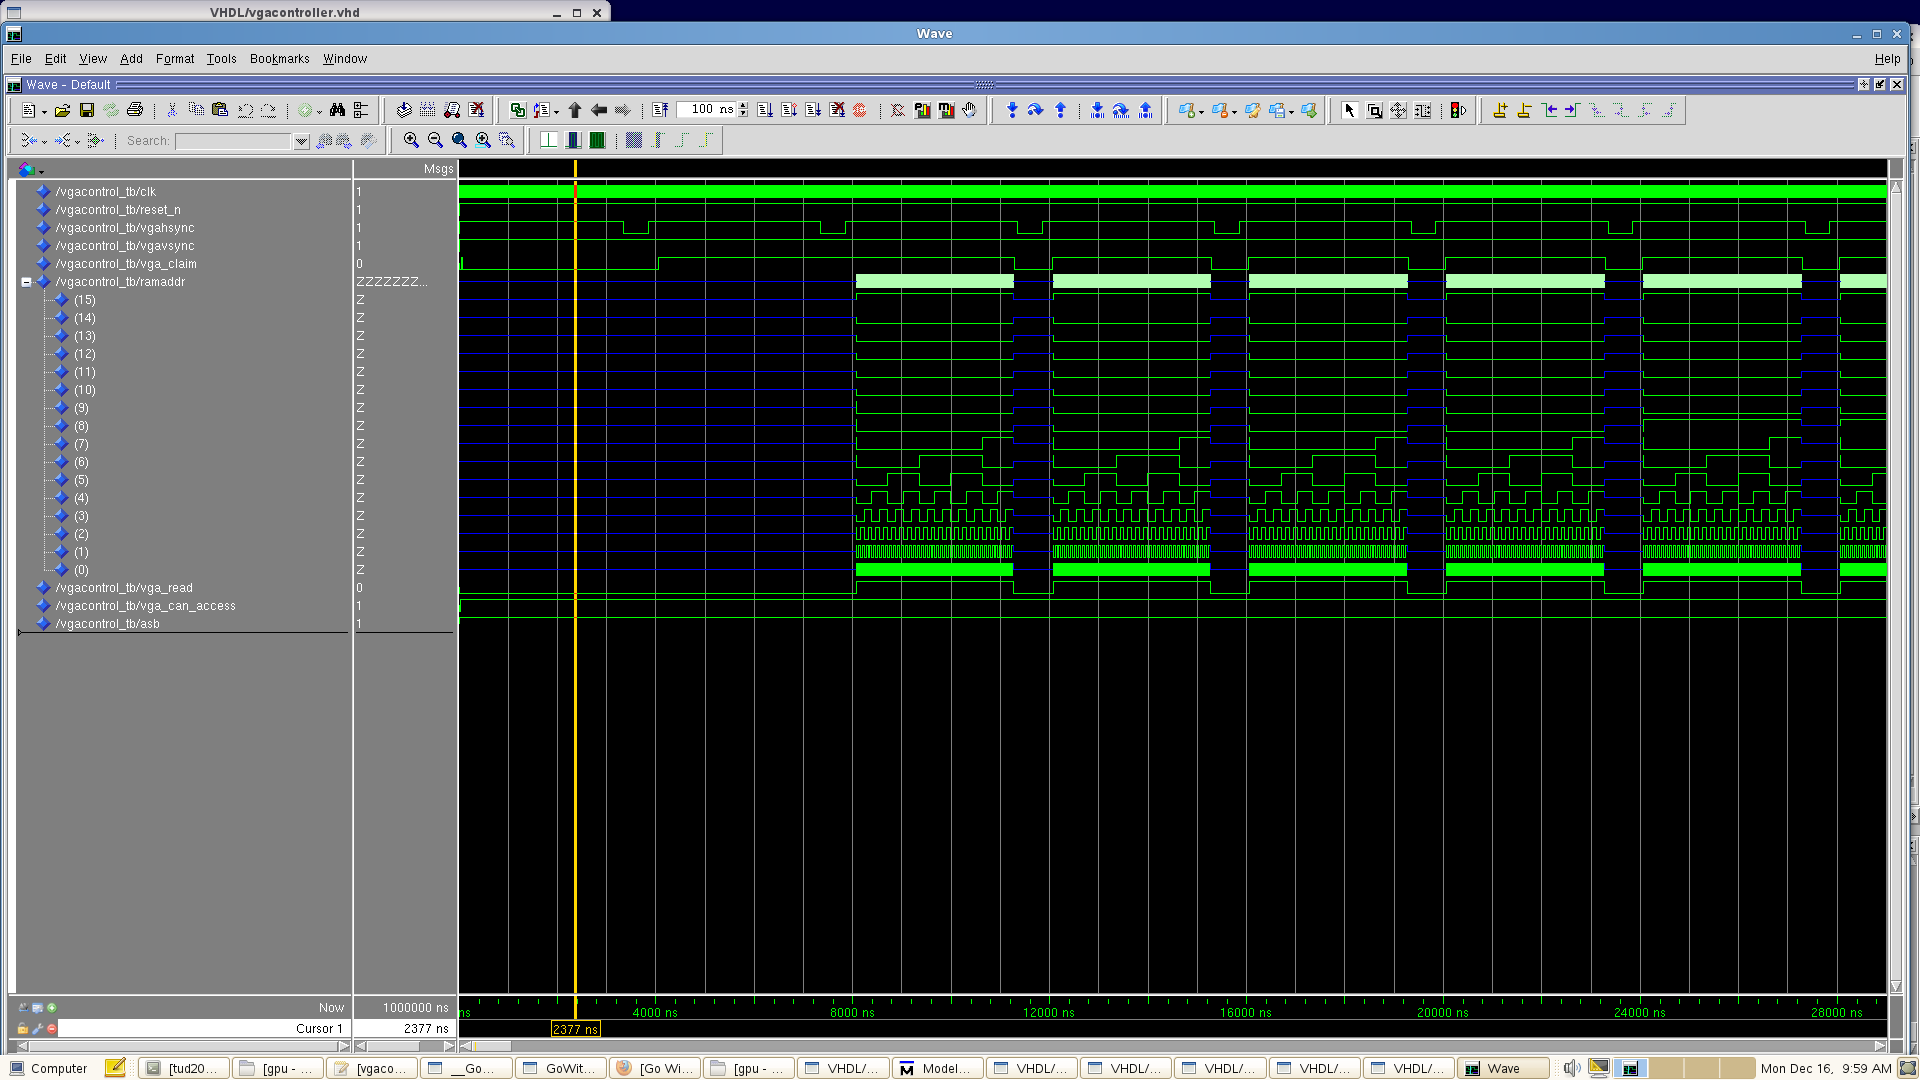 VHDL/vgacontroller.vhd
Wave
File Edit View Add Format Tools Bookmarks Window Help
Wave - Default
100 ns
Search:
Msgs
/vgacontrol_tb/clk 1
/vgacontrol_tb/reset_n 1
/vgacontrol_tb/vgahsync 1
/vgacontrol_tb/vgavsync 1
/vgacontrol_tb/vga_claim 0
/vgacontrol_tb/ramaddr ZZZZZZZ...
(15) Z
(14) Z
(13) Z
(12) Z
(11) Z
(10) Z
(9) Z
(8) Z
(7) Z
(6) Z
(5) Z
(4) Z
(3) Z
(2) Z
(1) Z
(0) Z
/vgacontrol_tb/vga_read 0
/vgacontrol_tb/vga_can_access 1
/vgacontrol_tb/asb 1
Now 1000000 ns
ns 4000 ns 8000 ns 12000 ns 16000 ns 20000 ns 24000 ns 28000 ns
Cursor 1 2377 ns 2377 ns
Computer [tud20... [gpu - ... [vgaco... __Go... GoWit... [Go Wi... [gpu - ... VHDL/... Model... VHDL/... VHDL/... VHDL/... VHDL/... VHDL/... Wave Mon Dec 16, 9:59 AM